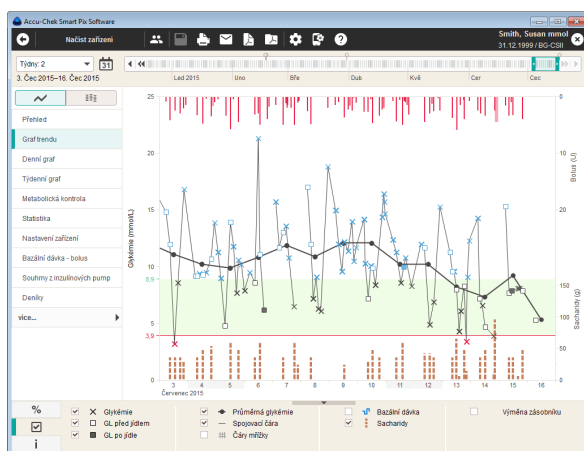 Accu-Chek Smart Pix Software
Načíst zařízení
Smith, Susan mmol
31.12.1999 / BG-CSII
Týdny: 2
31
3. Čec 2015–16. Čec 2015
Led 2015 Úno Bře Dub Kvě Čer Čec
Přehled
Graf trendu
Denní graf
Týdenní graf
Metabolická kontrola
Statistika
Nastavení zařízení
Bazální dávka - bolus
Souhrny z inzulínových pump
Deníky
více...
Glykémie (mmol/L)
25
20
15
10
8.9
5
3.9
0
0
10
20
Bolus (U)
150
100
50
0
Sacharidy (g)
3 4 5 6 7 8 9 10 11 12 13 14 15 16
Červenec 2015
%
i
Glykémie
GL před jídlem
GL po jídle
Průměrná glykémie
Spojovací čára
Čáry mřížky
Bazální dávka
Sacharidy
Výměna zásobníku